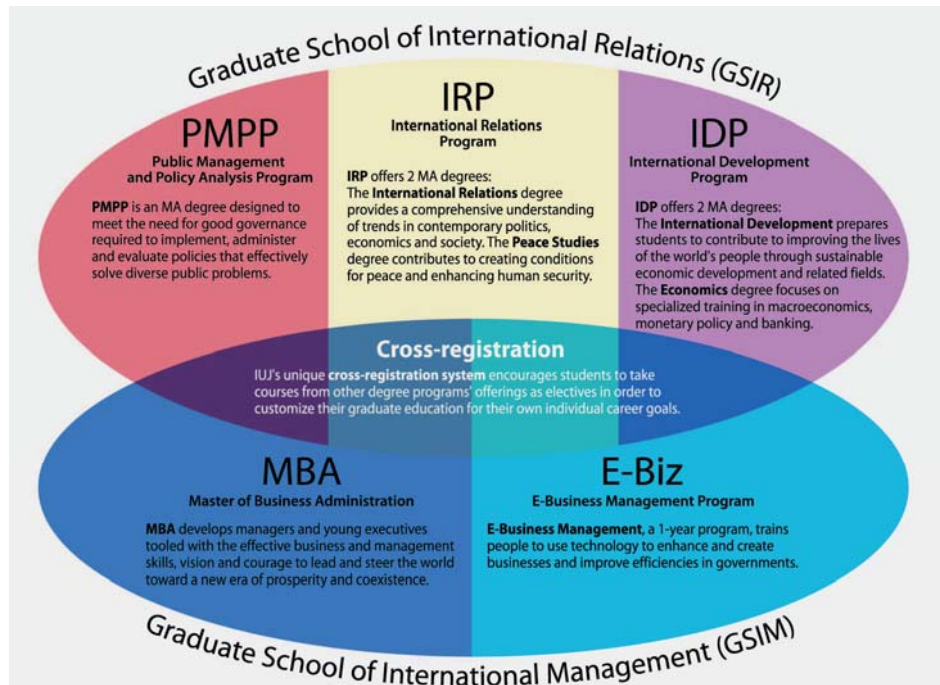 Graduate School of International Relations (GSIR)
PMPP
Public Management
and Policy Analysis Program
PMPP is an MA degree designed to
meet the need for good governance
required to implement, administer
and evaluate policies that effectively
solve diverse public problems.
IRP
International Relations
Program
IRP offers 2 MA degrees:
The International Relations degree
provides a comprehensive understanding
of trends in contemporary politics,
economics and society. The Peace Studies
degree contributes to creating conditions
for peace and enhancing human security.
IDP
International Development
Program
IDP offers 2 MA degrees:
The International Development prepares
students to contribute to improving the lives
of the world's people through sustainable
economic development and related fields.
The Economics degree focuses on
specialized training in macroeconomics,
monetary policy and banking.
Cross-registration
IUJ's unique cross-registration system encourages students to take
courses from other degree programs' offerings as electives in order to
customize their graduate education for their own individual career goals.
MBA
Master of Business Administration
MBA develops managers and young executives
tooled with the effective business and management
skills, vision and courage to lead and steer the world
toward a new era of prosperity and coexistence.
E-Biz
E-Business Management Program
E-Business Management, a 1-year program, trains
people to use technology to enhance and create
businesses and improve efficiencies in governments.
Graduate School of International Management (GSIM)